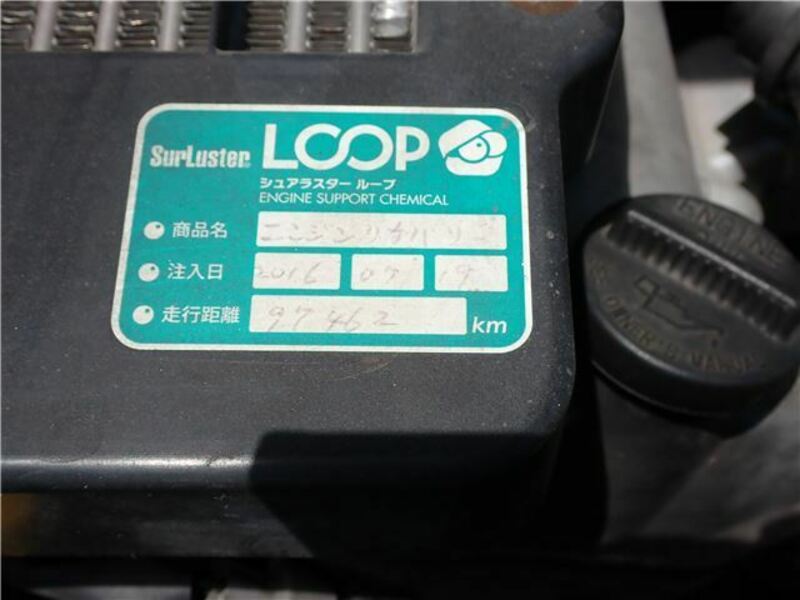 SurLuster LOOP
シュアラスター ループ
ENGINE SUPPORT CHEMICAL
商品名 エンジンリカバリー
注入日 2016 07 19
走行距離 97462 km
ENGINE